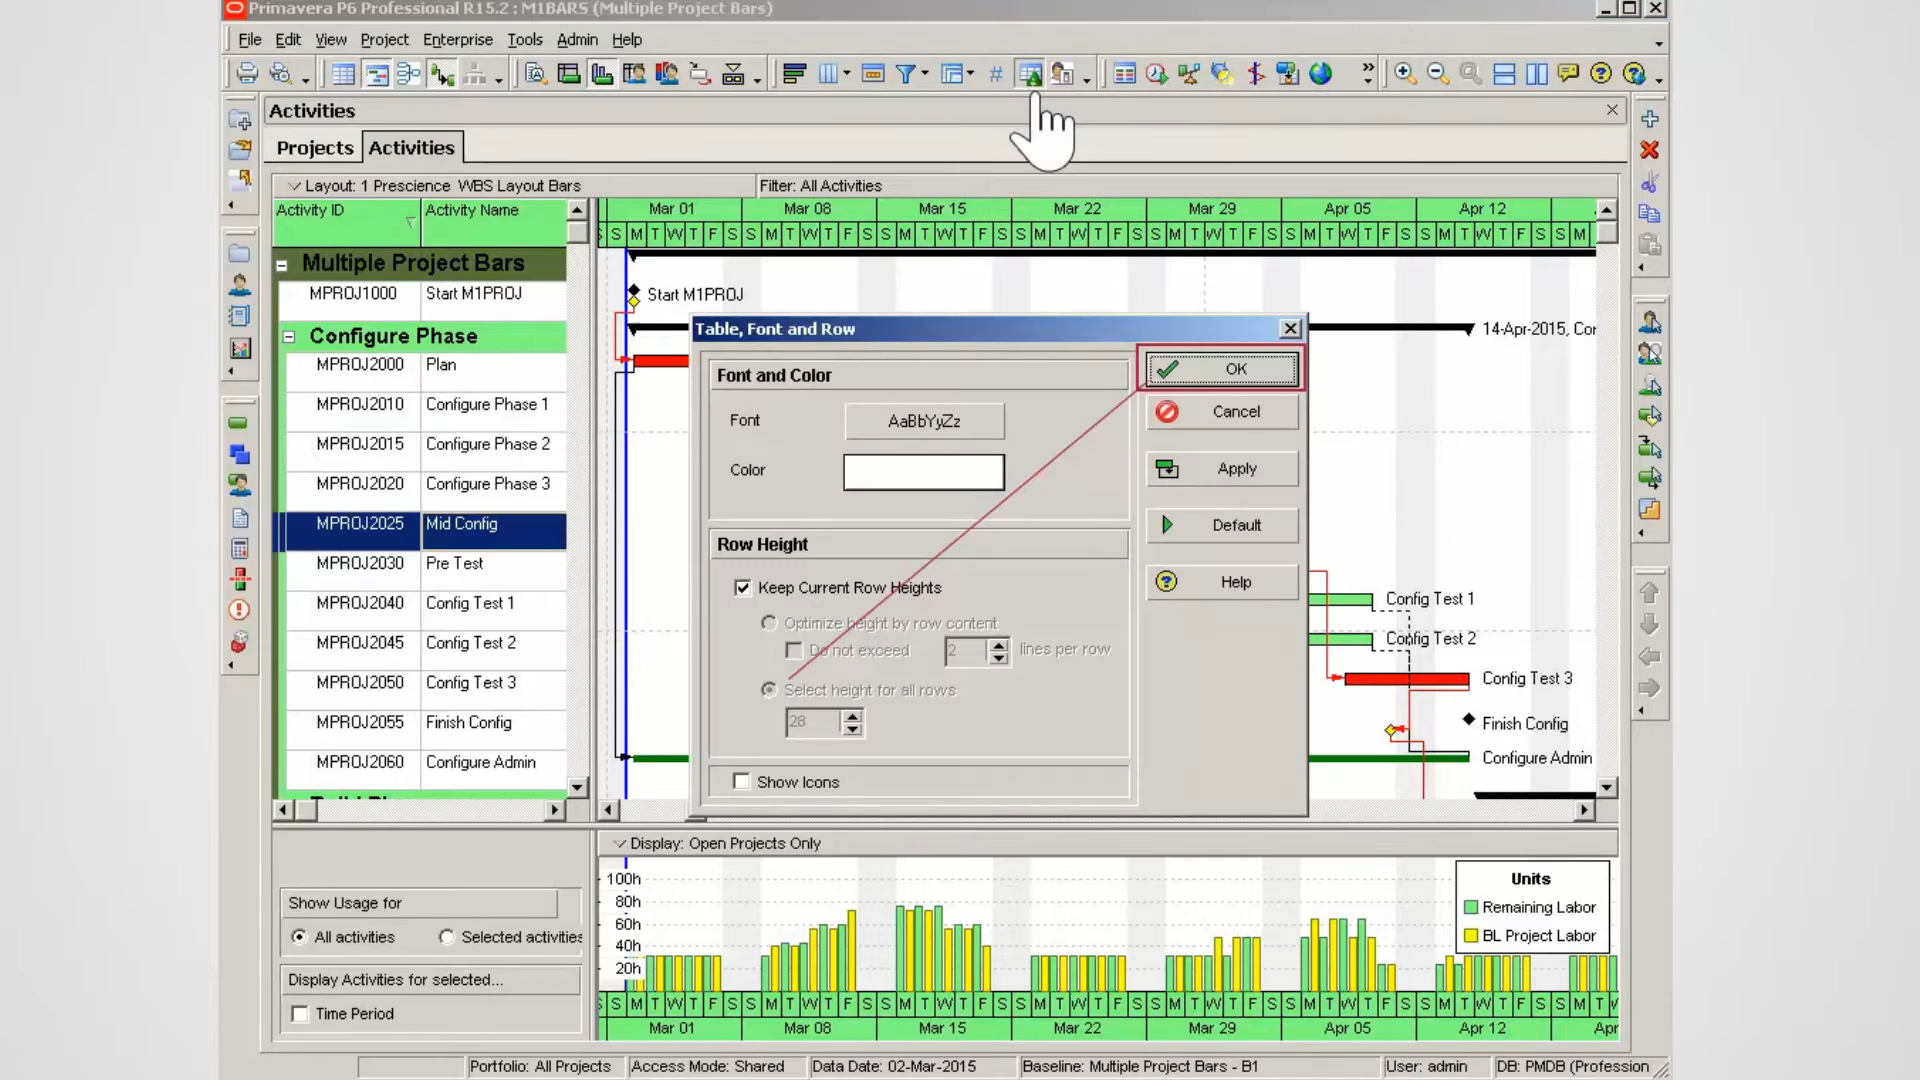 Primavera P6 Professional R15.2 : M1BARS (Multiple Project Bars)
File Edit View Project Enterprise Tools Admin Help
Activities
Projects Activities
Layout: 1 Prescience WBS Layout Bars
Filter: All Activities
Activity ID Activity Name
Mar 01 Mar 08 Mar 15 Mar 22 Mar 29 Apr 05 Apr 12
S S M T W T F S S M T W T F S S M T W T F S S M T W T F S S M T W T F S S M T W T F S S M T W T F S S M
Multiple Project Bars
MPROJ1000 Start M1PROJ
Configure Phase
MPROJ2000 Plan
MPROJ2010 Configure Phase 1
MPROJ2015 Configure Phase 2
MPROJ2020 Configure Phase 3
MPROJ2025 Mid Config
MPROJ2030 Pre Test
MPROJ2040 Config Test 1
MPROJ2045 Config Test 2
MPROJ2050 Config Test 3
MPROJ2055 Finish Config
MPROJ2060 Configure Admin
Start M1PROJ
14-Apr-2015, Cor
Table, Font and Row
Font and Color
Font AaBbYyZz
Color
Row Height
Keep Current Row Heights
Optimize height by row content
Do not exceed 2 lines per row
Select height for all rows
28
Show Icons
OK
Cancel
Apply
Default
Help
Config Test 1
Config Test 2
Config Test 3
Finish Config
Configure Admin
Display: Open Projects Only
Show Usage for
All activities Selected activities
Display Activities for selected...
Time Period
100h
80h
60h
40h
20h
Units
Remaining Labor
BL Project Labor
S S M T W T F S S M T W T F S S M T W T F S S M T W T F S S M T W T F S S M T W T F S S M T W T F S S M T W
Mar 01 Mar 08 Mar 15 Mar 22 Mar 29 Apr 05 Apr 12 Apr
Portfolio: All Projects Access Mode: Shared Data Date: 02-Mar-2015 Baseline: Multiple Project Bars - B1 User: admin DB: PMDB (Profession